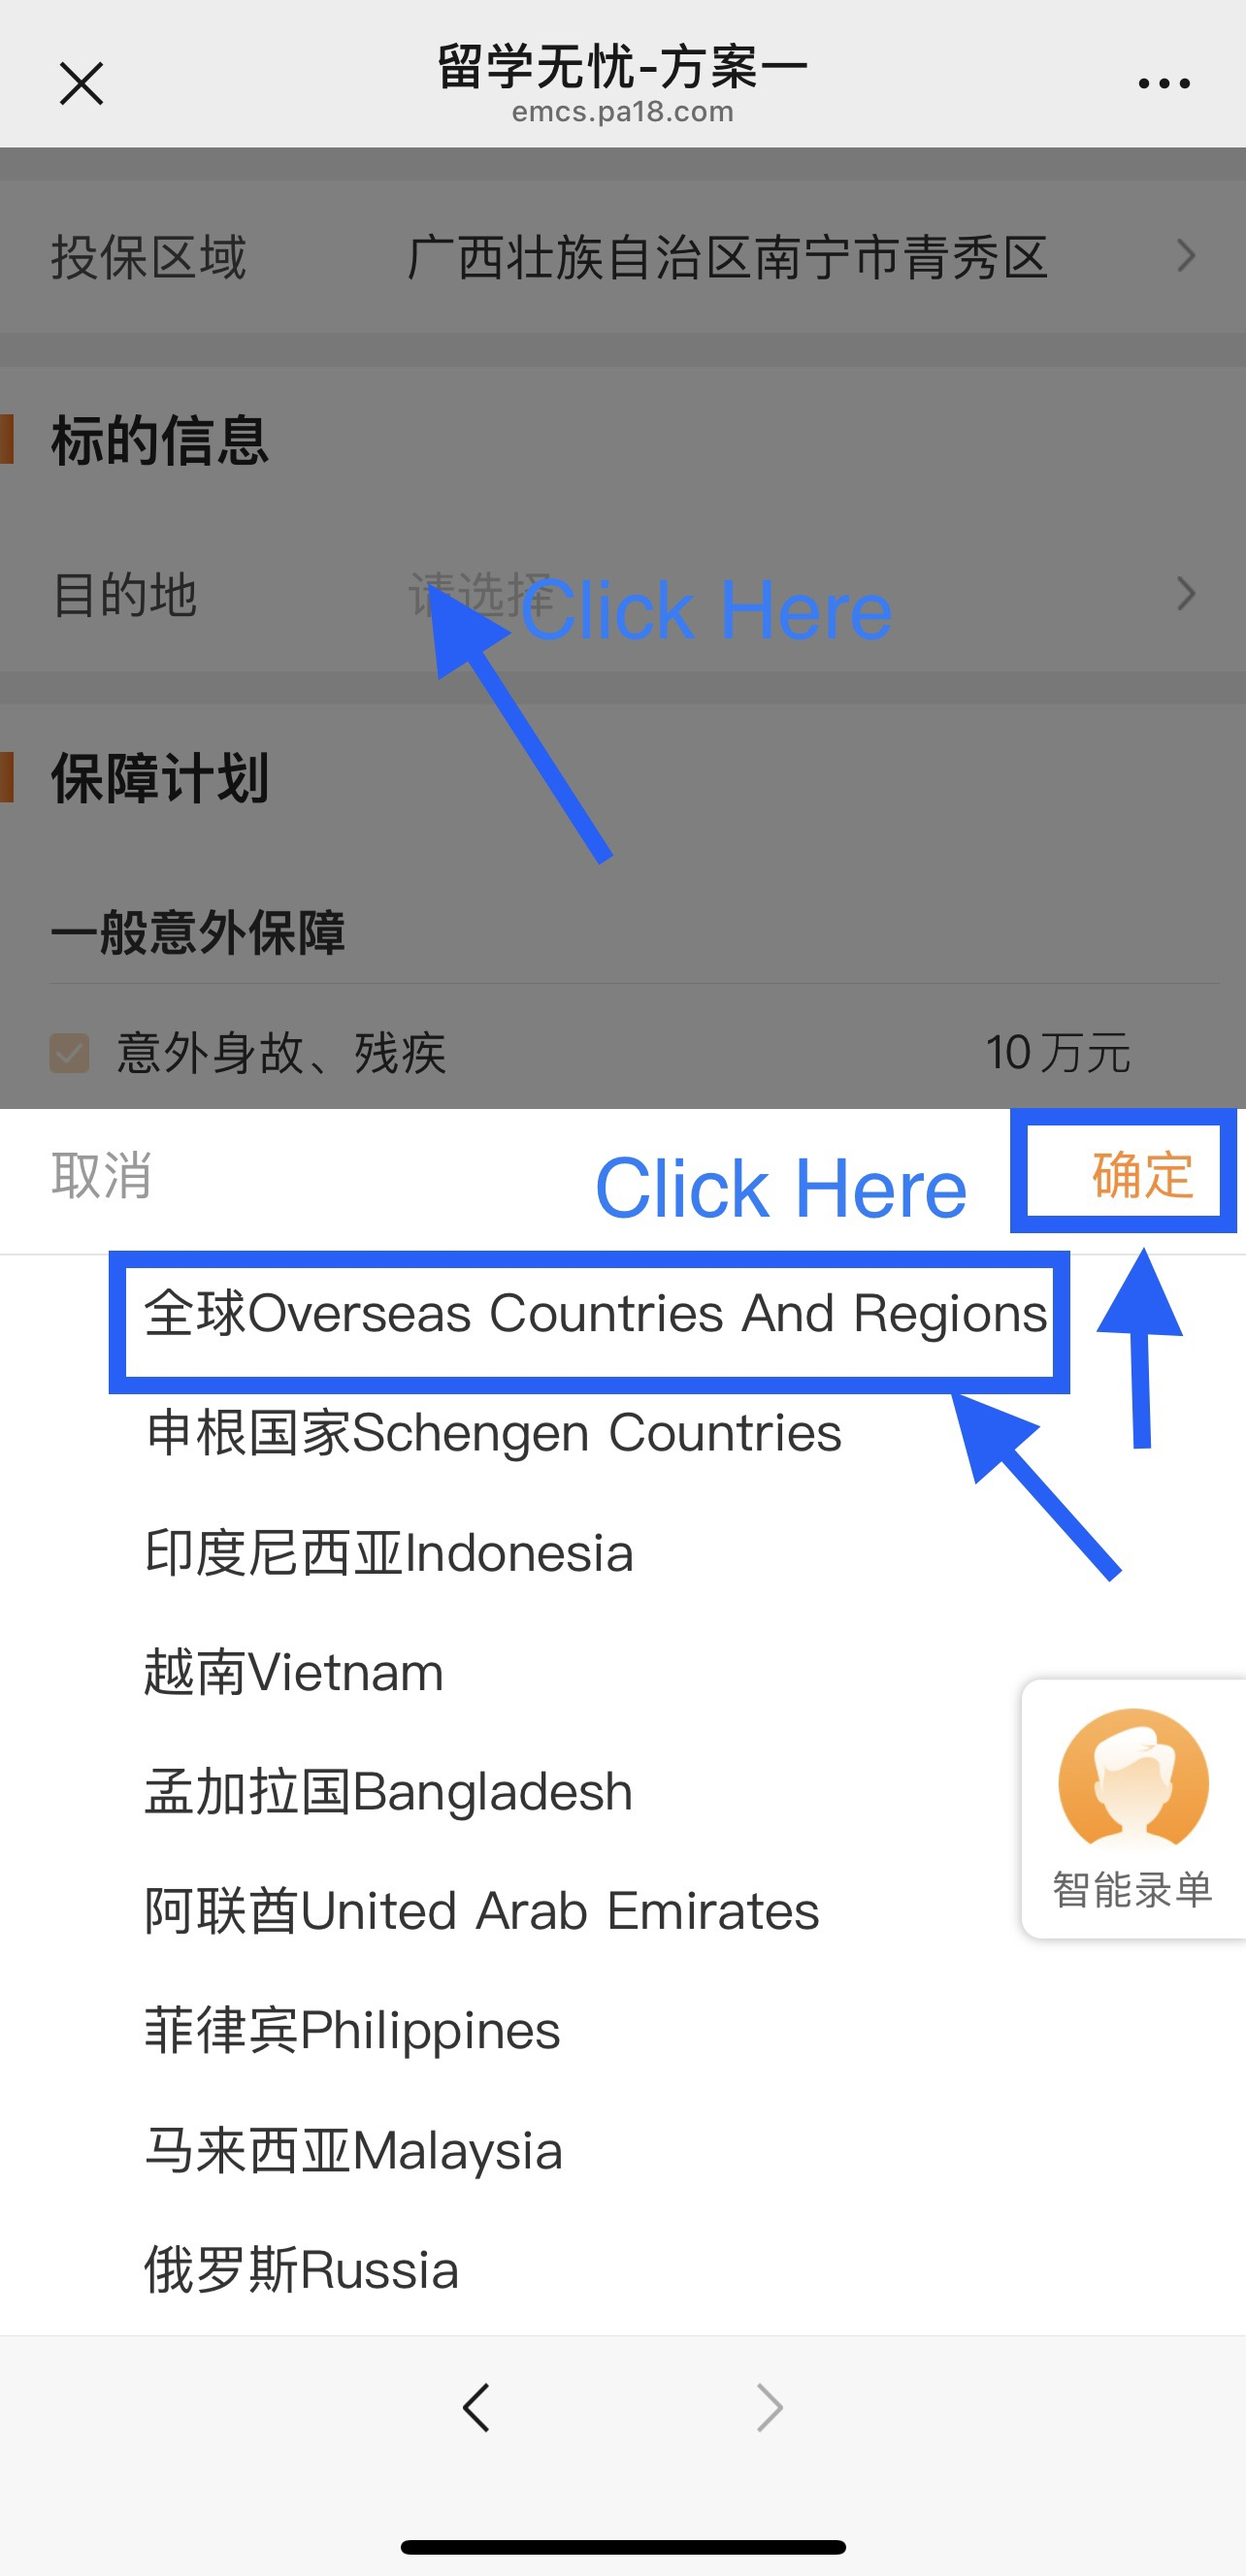 留学无忧-方案一
emcs.pa18.com
投保区域 广西壮族自治区南宁市青秀区
标的信息
目的地 请选择
Click Here
保障计划
一般意外保障
意外身故、残疾 10万元
取消 Click Here 确定
全球Overseas Countries And Regions
申根国家Schengen Countries
印度尼西亚Indonesia
越南Vietnam
孟加拉国Bangladesh
阿联酋United Arab Emirates
智能录单
菲律宾Philippines
马来西亚Malaysia
俄罗斯Russia